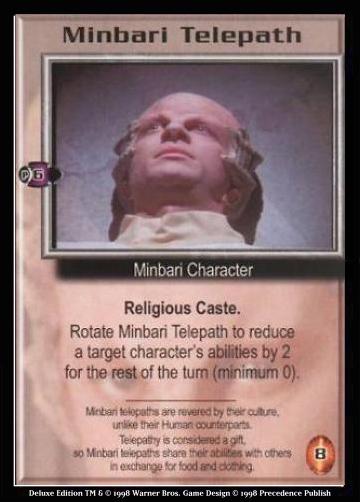 Minbari Telepath
P 6
Minbari Character
Religious Caste.
Rotate Minbari Telepath to reduce
a target character's abilities by 2
for the rest of the turn (minimum 0).
Minbari telepaths are revered by their culture,
unlike their Human counterparts.
Telepathy is considered a gift,
so Minbari telepaths share their abilities with others
in exchange for food and clothing.
8
Deluxe Edition TM & © 1998 Warner Bros. Game Design © 1998 Precedence Publish